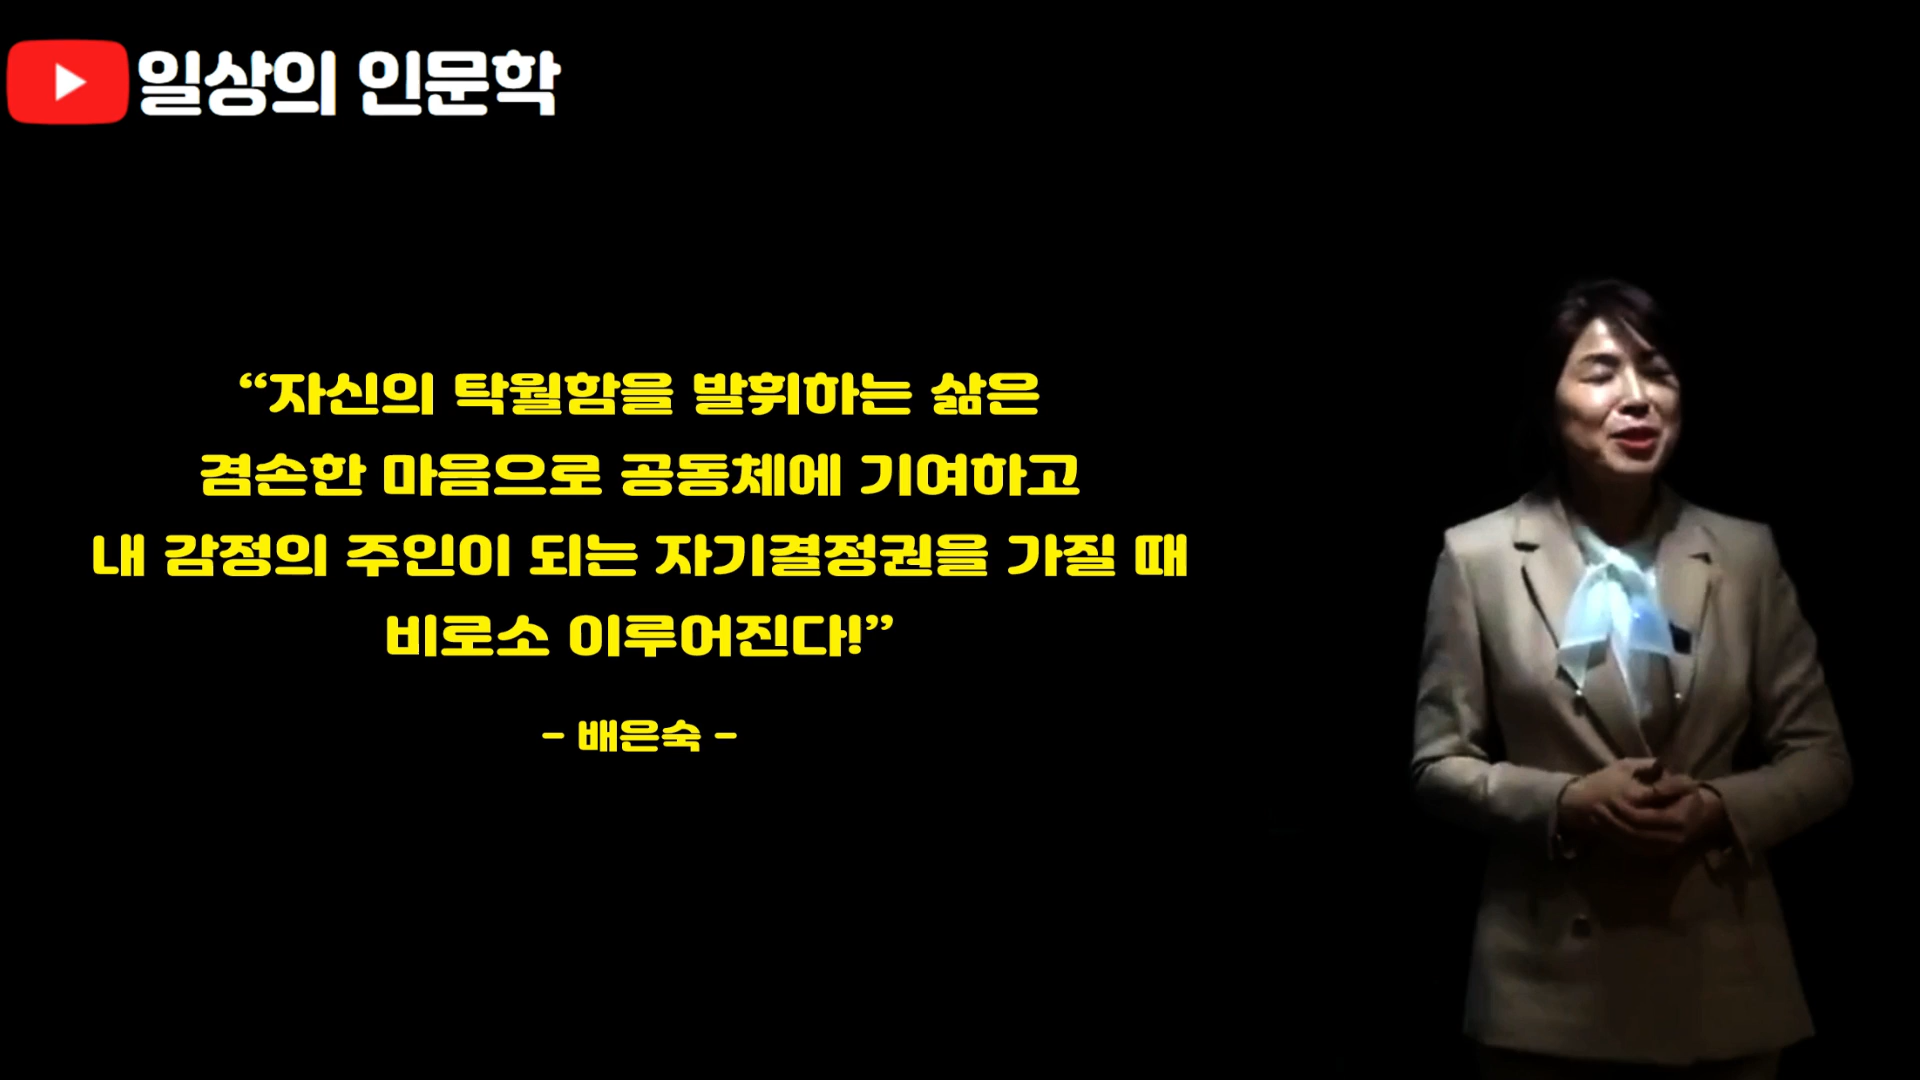 일상의 인문학
“자신의 탁월함을 발휘하는 삶은
겸손한 마음으로 공동체에 기여하고
내 감정의 주인이 되는 자기결정권을 가질 때
비로소 이루어진다!”
- 배은숙 -